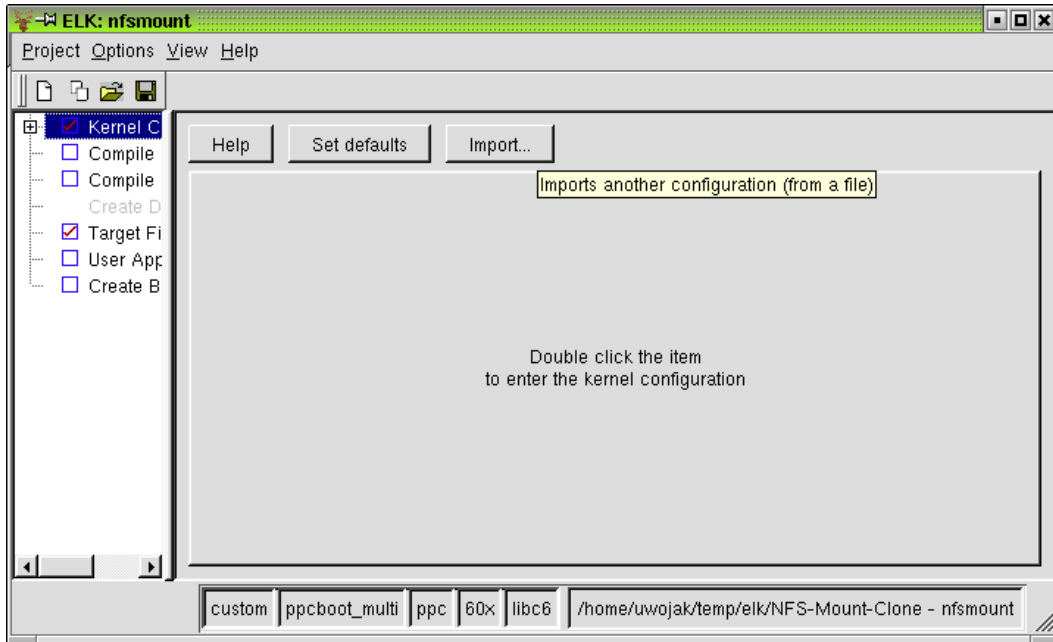 ELK: nfsmount
Project Options View Help
Kernel C
Compile
Compile
Create D
Target Fi
User App
Create B
Help Set defaults Import...
Imports another configuration (from a file)
Double click the item
to enter the kernel configuration
custom ppcboot_multi ppc 60x libc6 /home/uwojak/temp/elk/NFS-Mount-Clone - nfsmount